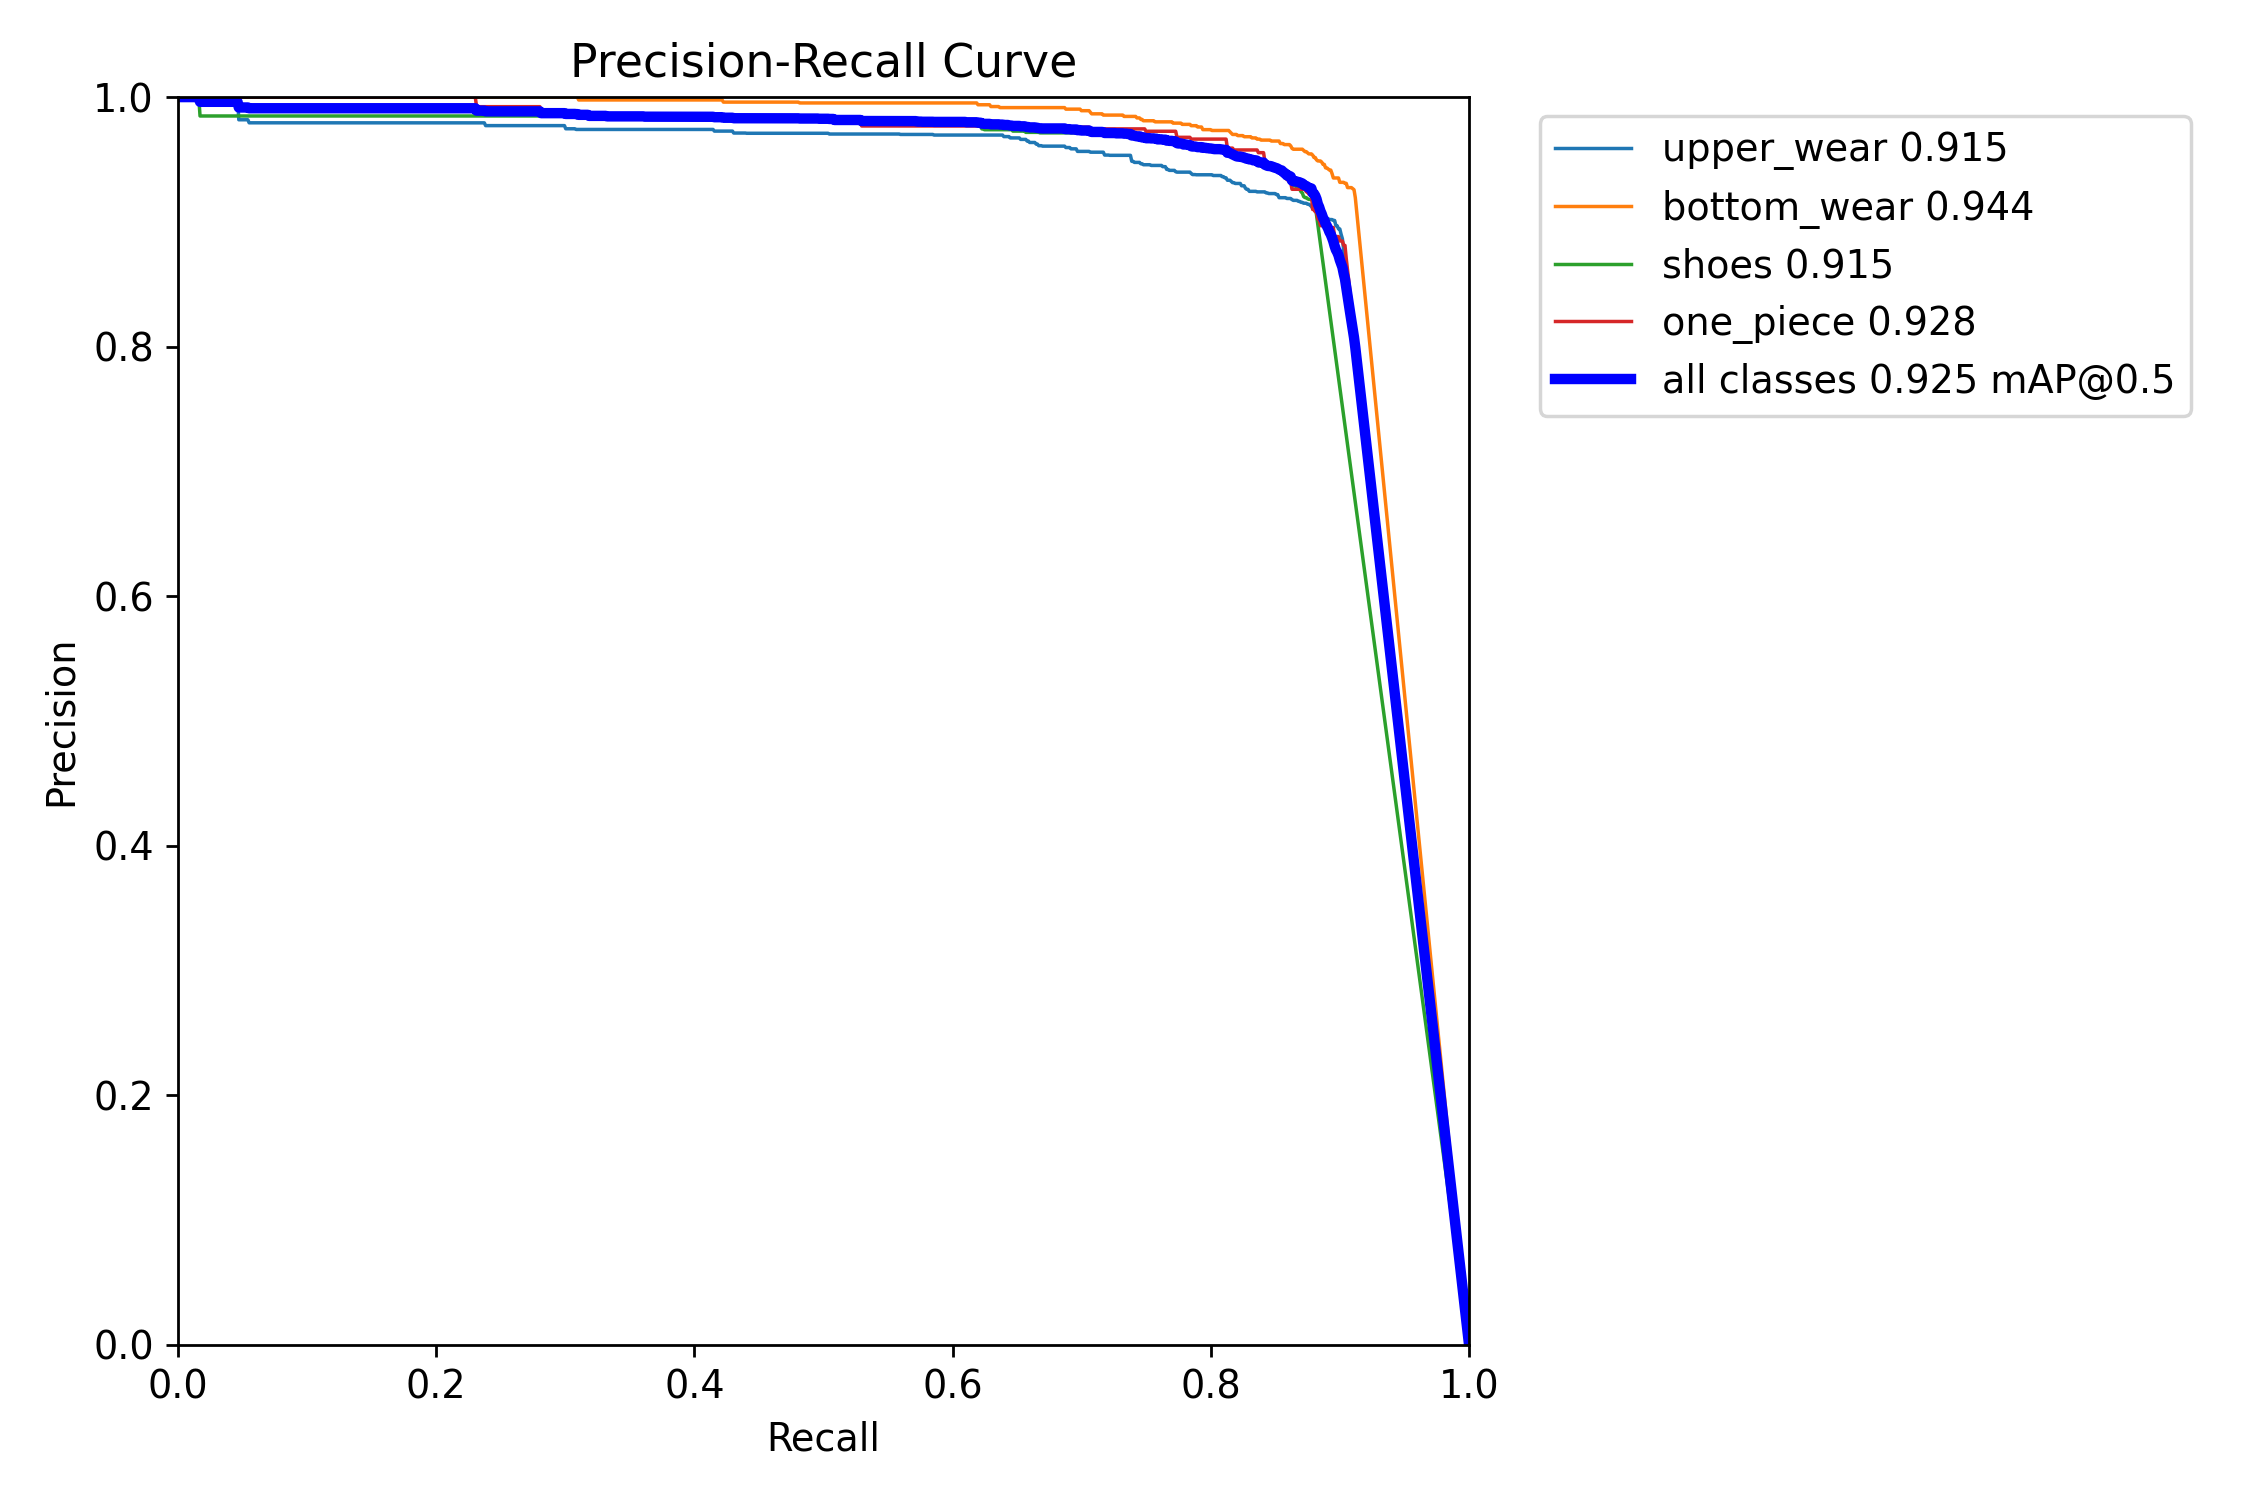 Precision-Recall Curve
1.0
0.8
0.6
0.4
0.2
0.0
Precision
0.0 0.2 0.4 0.6 0.8 1.0
Recall
upper_wear 0.915
bottom_wear 0.944
shoes 0.915
one_piece 0.928
all classes 0.925 mAP@0.5